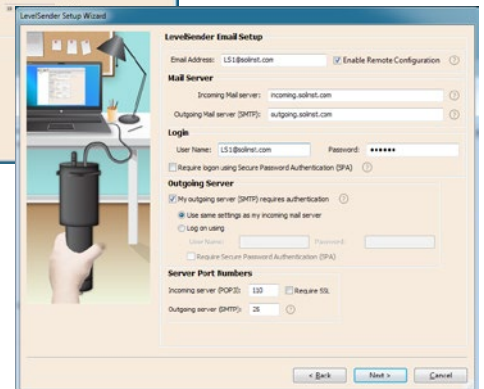 LevelSender Setup Wizard
LevelSender Email Setup
Email Address: LS1@solinst.com Enable Remote Configuration ?
Mail Server
Incoming Mail server: incoming.solinst.com ?
Outgoing Mail server (SMTP): outgoing.solinst.com ?
Login
User Name: LS1@solinst.com Password: ●●●●●●
Require logon using Secure Password Authentication (SPA) ?
Outgoing Server
My outgoing server (SMTP) requires authentication ?
Use same settings as my incoming mail server
Log on using
User Name: Password:
Require Secure Password Authentication (SPA)
Server Port Numbers
Incoming server (POP3): 110 Require SSL
Outgoing server (SMTP): 26 ?
< Back Next > Cancel